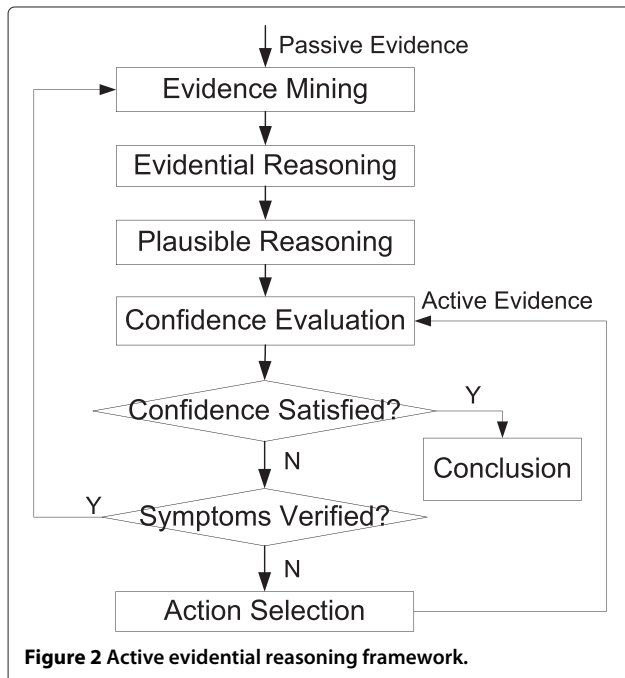 Passive Evidence
Evidence Mining
Evidential Reasoning
Plausible Reasoning
Active Evidence
Confidence Evaluation
Confidence Satisfied?
Y
Conclusion
N
Y
Symptoms Verified?
N
Action Selection
Figure 2 Active evidential reasoning framework.